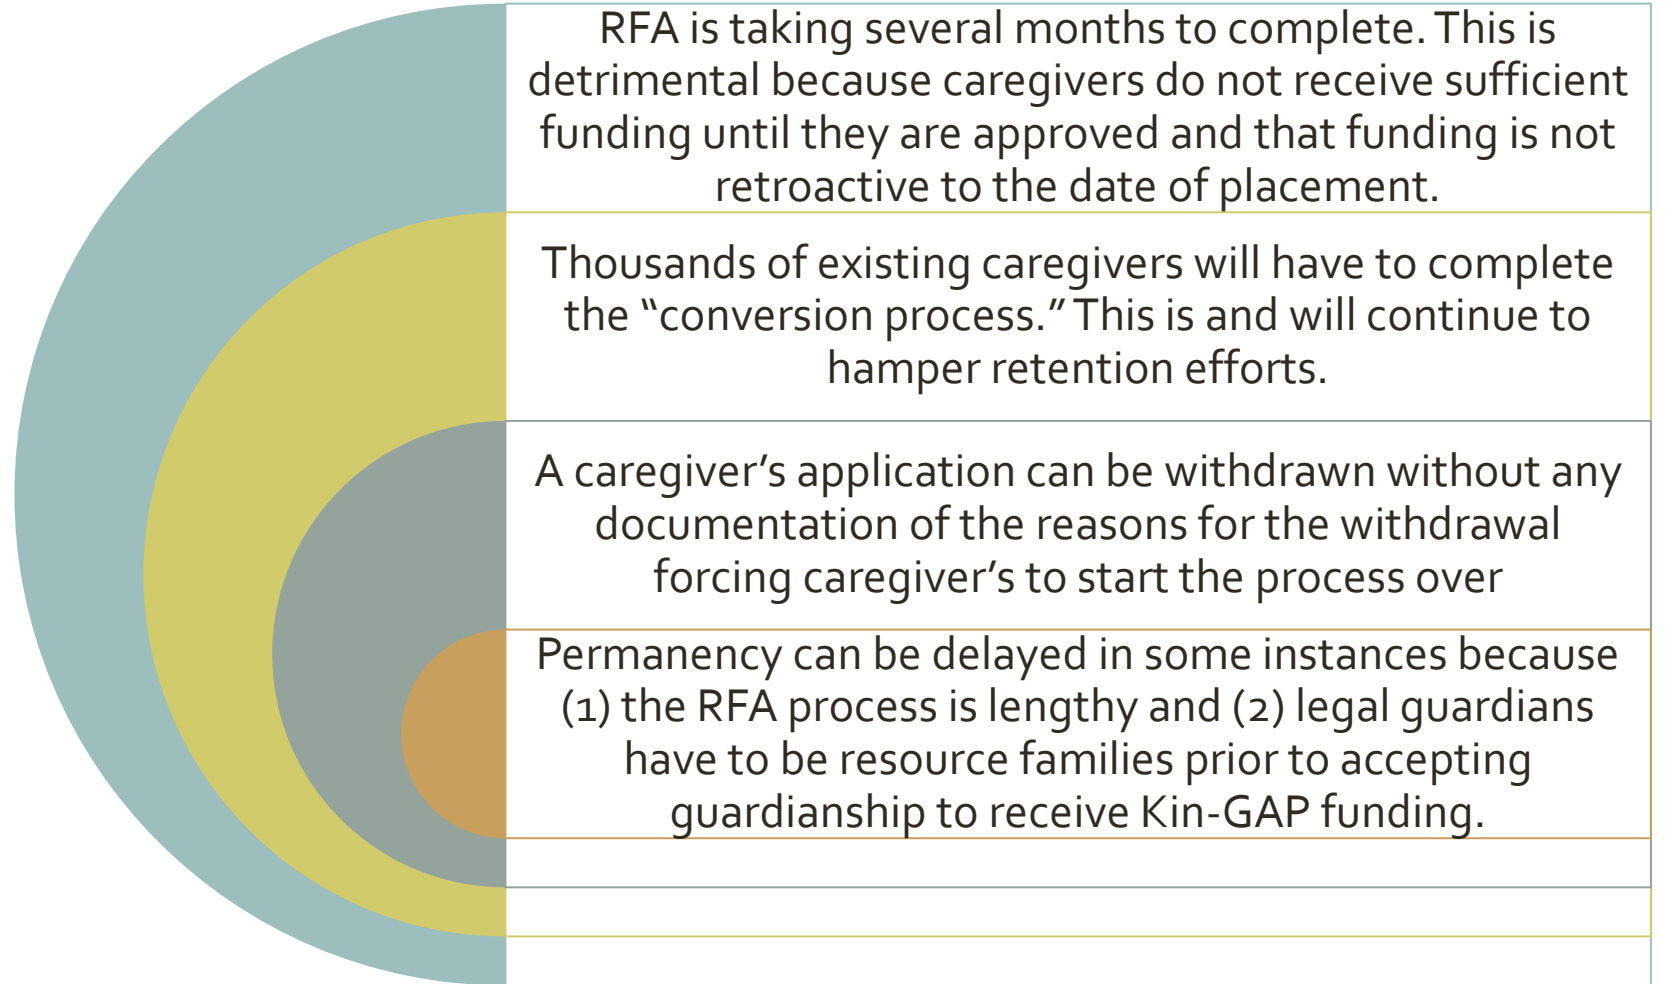 RFA is taking several months to complete. This is
detrimental because caregivers do not receive sufficient
funding until they are approved and that funding is not
retroactive to the date of placement.
Thousands of existing caregivers will have to complete
the “conversion process.” This is and will continue to
hamper retention efforts.
A caregiver’s application can be withdrawn without any
documentation of the reasons for the withdrawal
forcing caregiver’s to start the process over
Permanency can be delayed in some instances because
(1) the RFA process is lengthy and (2) legal guardians
have to be resource families prior to accepting
guardianship to receive Kin-GAP funding.